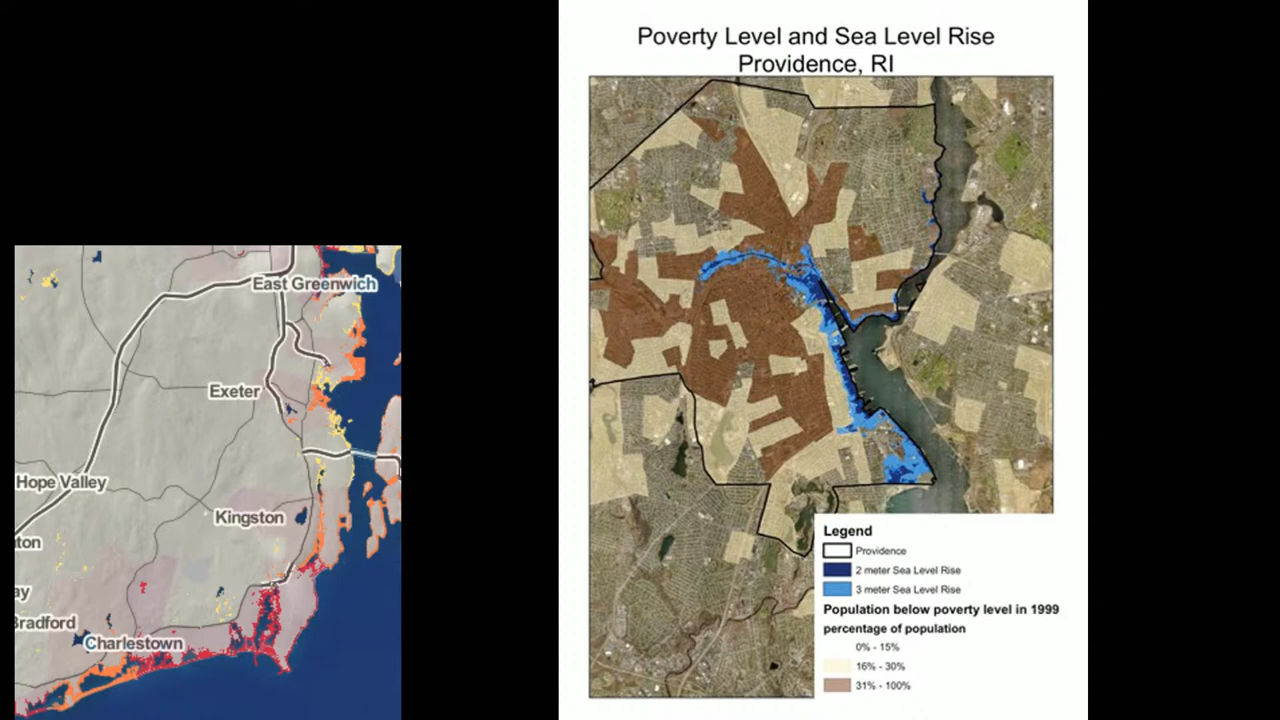 Poverty Level and Sea Level Rise
Providence, RI
East Greenwich
Exeter
Hope Valley
Kingston
ton
ay
Bradford
Charlestown
Legend
Providence
2 meter Sea Level Rise
3 meter Sea Level Rise
Population below poverty level in 1999
percentage of population
0% - 15%
16% - 30%
31% - 100%